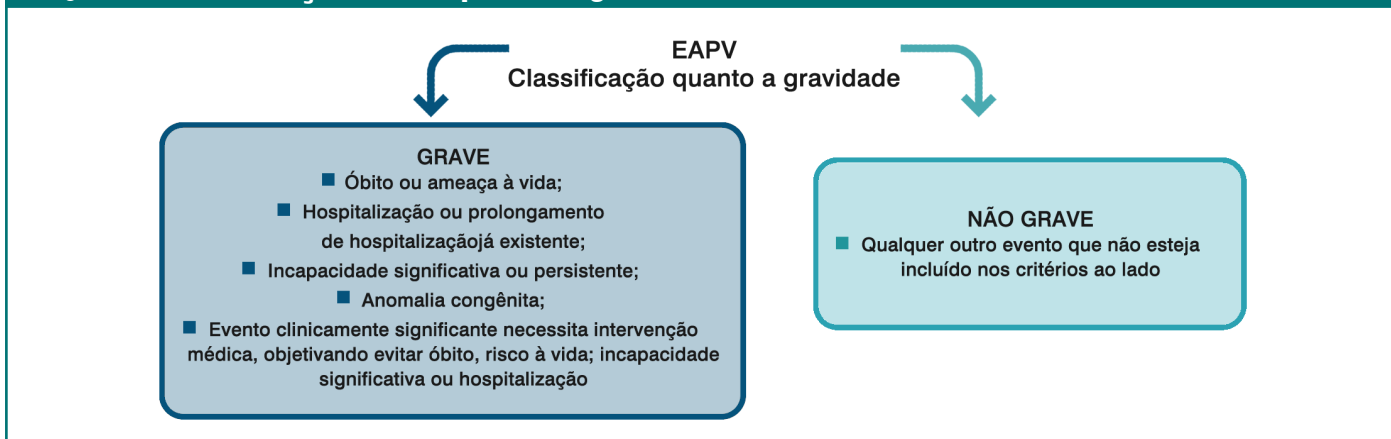 EAPV
Classificação quanto a gravidade
GRAVE
■ Óbito ou ameaça à vida;
■ Hospitalização ou prolongamento
de hospitalizaçãojá existente;
■ Incapacidade significativa ou persistente;
■ Anomalia congênita;
■ Evento clinicamente significante necessita intervenção
médica, objetivando evitar óbito, risco à vida; incapacidade
significativa ou hospitalização
NÃO GRAVE
■ Qualquer outro evento que não esteja
incluído nos critérios ao lado